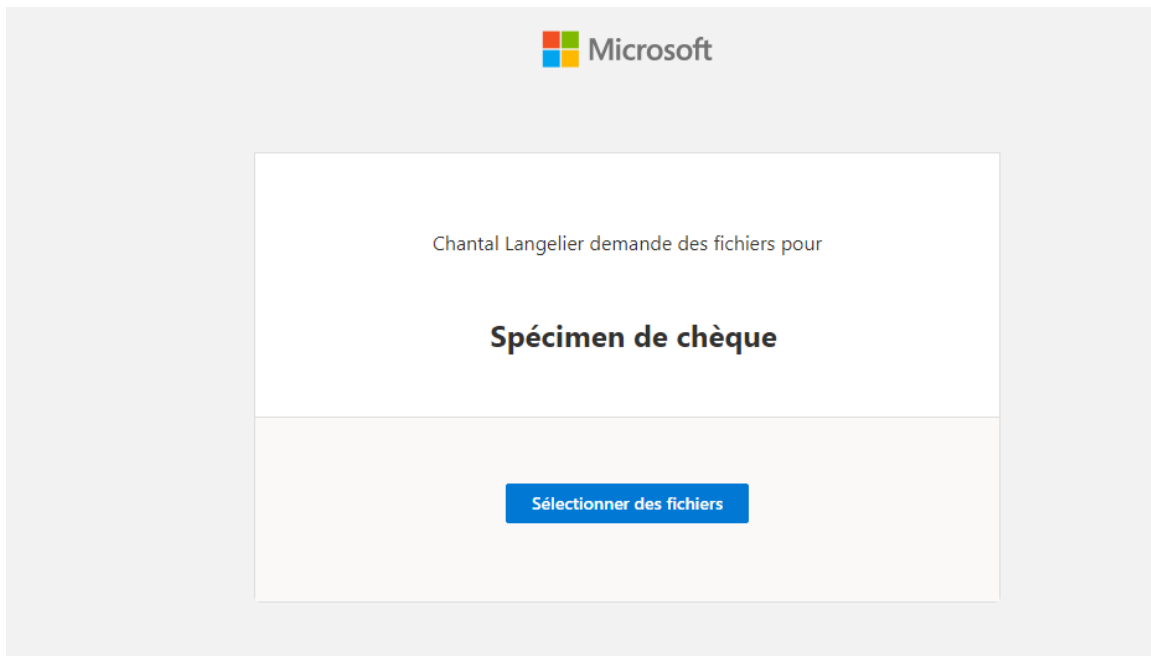 Microsoft
Chantal Langelier demande des fichiers pour
Spécimen de chèque
Sélectionner des fichiers